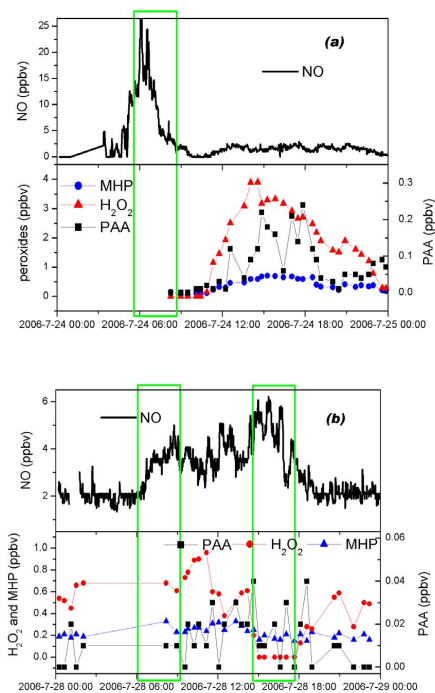 (a)
NO
NO (ppbv)
25
20
15
10
5
0
MHP
H2O2
PAA
peroxides (ppbv)
4
3
2
1
0
PAA (ppbv)
0.3
0.2
0.1
0.0
2006-7-24 00:00 2006-7-24 06:00 2006-7-24 12:00 2006-7-24 18:00 2006-7-25 00:00
(b)
NO
NO (ppbv)
6
4
2
PAA H2O2 MHP
H2O2 and MHP (ppbv)
1.0
0.8
0.6
0.4
0.2
0.0
PAA (ppbv)
0.06
0.04
0.02
0.00
2006-7-28 00:00 2006-7-28 06:00 2006-7-28 12:00 2006-7-28 18:00 2006-7-29 00:00